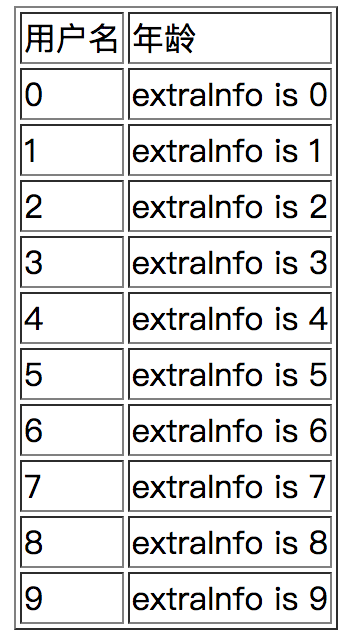 用户名 年龄
0 extraInfo is 0
1 extraInfo is 1
2 extraInfo is 2
3 extraInfo is 3
4 extraInfo is 4
5 extraInfo is 5
6 extraInfo is 6
7 extraInfo is 7
8 extraInfo is 8
9 extraInfo is 9